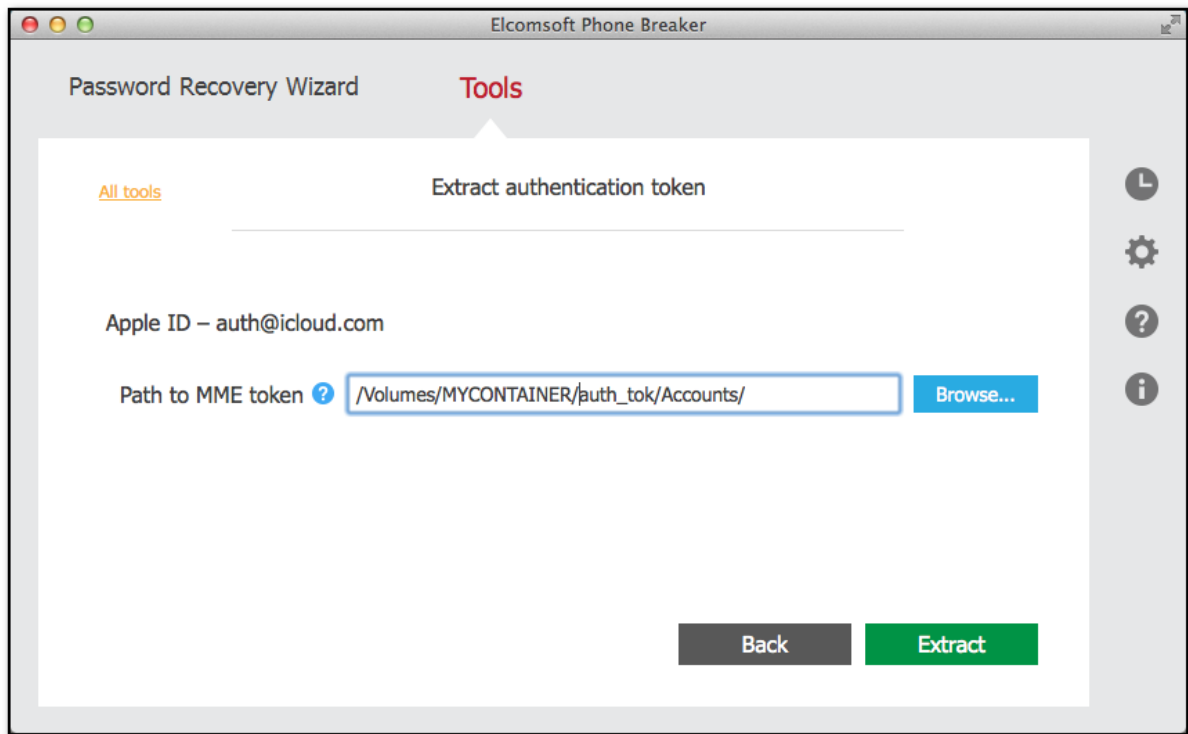 Elcomsoft Phone Breaker
Password Recovery Wizard Tools
All tools
Extract authentication token
Apple ID – auth@icloud.com
Path to MME token ? /Volumes/MYCONTAINER/auth_tok/Accounts/ Browse...
Back Extract